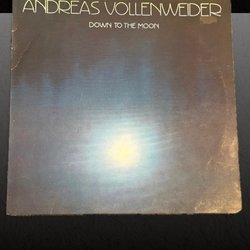 ANDREAS VOLLENWEIDER
DOWN TO THE MOON